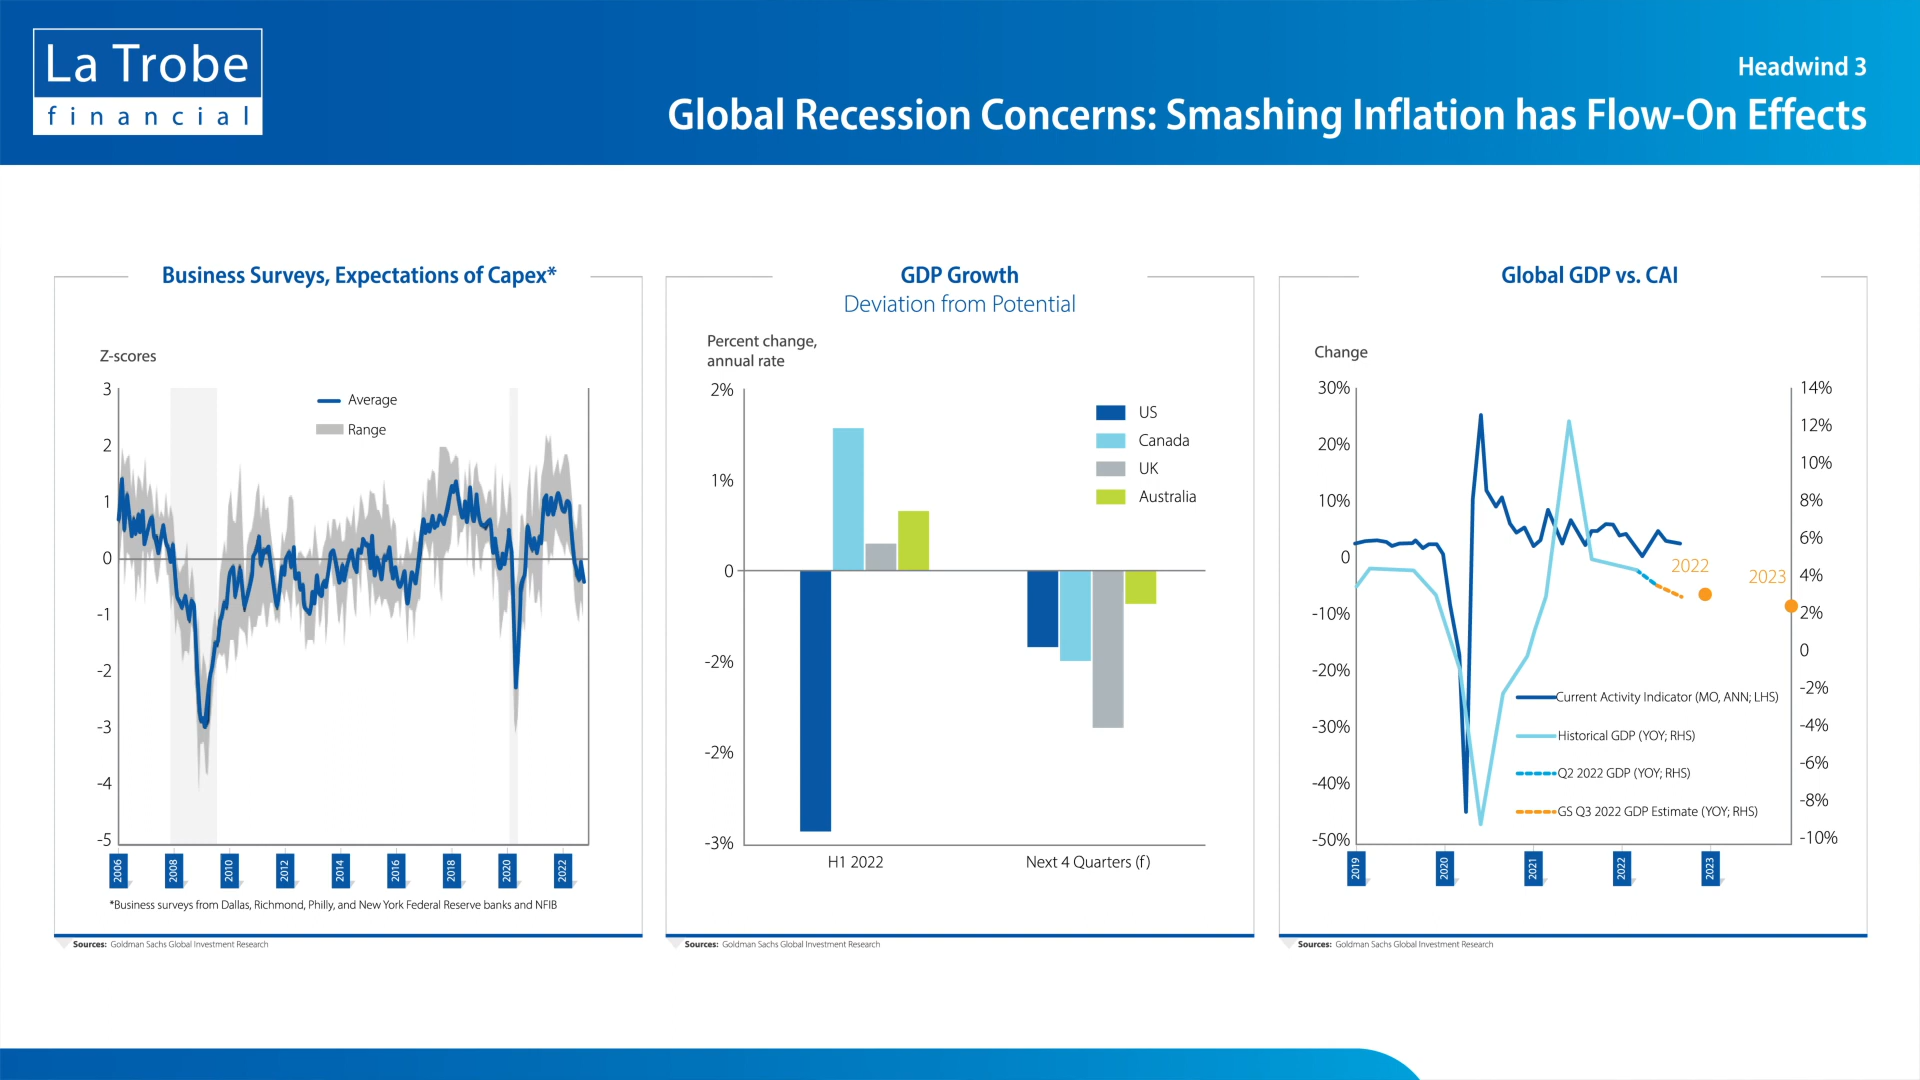 La Trobe
financial
Headwind 3
Global Recession Concerns: Smashing Inflation has Flow-On Effects
Business Surveys, Expectations of Capex*
Z-scores
3
2
1
0
-1
-2
-3
-4
-5
Average
Range
2006
2008
2010
2012
2014
2016
2018
2020
2022
*Business surveys from Dallas, Richmond, Philly, and New York Federal Reserve banks and NFIB
Sources: Goldman Sachs Global Investment Research
GDP Growth
Deviation from Potential
Percent change,
annual rate
2%
1%
0
-2%
-2%
-3%
US
Canada
UK
Australia
H1 2022
Next 4 Quarters (f)
Sources: Goldman Sachs Global Investment Research
Global GDP vs. CAI
Change
30%
20%
10%
0
-10%
-20%
-30%
-40%
-50%
14%
12%
10%
8%
6%
4%
2%
0
-2%
-4%
-6%
-8%
-10%
2022
2023
Current Activity Indicator (MO, ANN; LHS)
Historical GDP (YOY; RHS)
Q2 2022 GDP (YOY; RHS)
GS Q3 2022 GDP Estimate (YOY; RHS)
2019
2020
2021
2022
2023
Sources: Goldman Sachs Global Investment Research